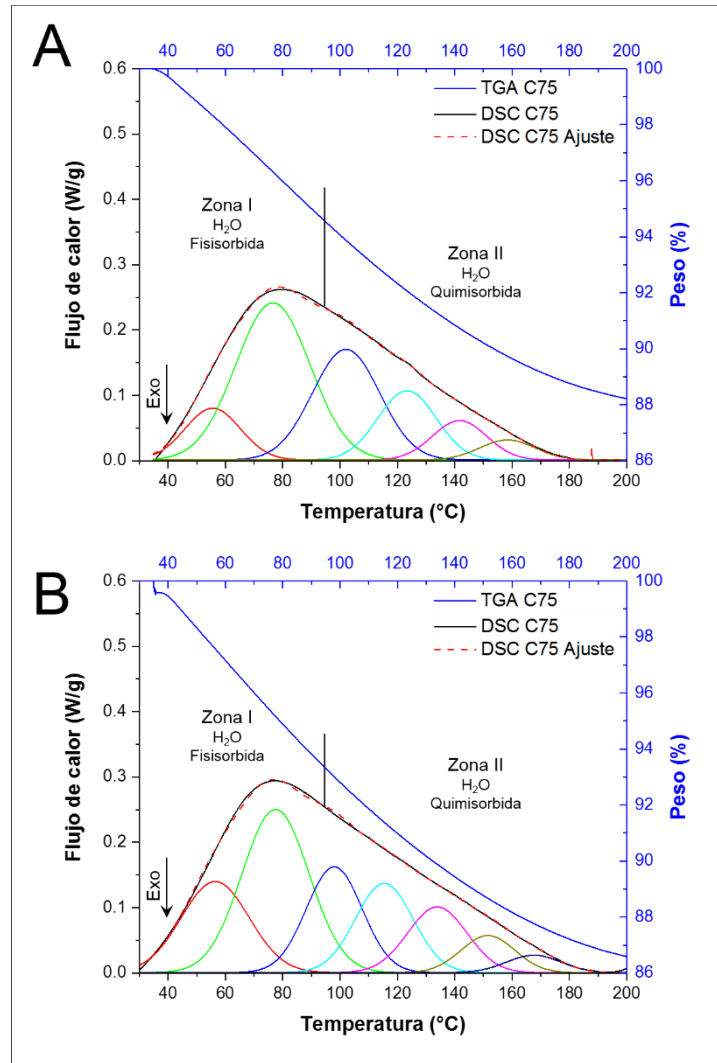 A
40 60 80 100 120 140 160 180 200
0.6
0.5
0.4
0.3
0.2
0.1
0.0
Flujo de calor (W/g)
TGA C75
DSC C75
DSC C75 Ajuste
Zona I
H₂O
Fisisorbida
Zona II
H₂O
Quimisorbida
Exo
100
98
96
94
92
90
88
86
Peso (%)
40 60 80 100 120 140 160 180 200
Temperatura (°C)
B
40 60 80 100 120 140 160 180 200
0.6
0.5
0.4
0.3
0.2
0.1
0.0
Flujo de calor (W/g)
TGA C75
DSC C75
DSC C75 Ajuste
Zona I
H₂O
Fisisorbida
Zona II
H₂O
Quimisorbida
Exo
100
98
96
94
92
90
88
86
Peso (%)
40 60 80 100 120 140 160 180 200
Temperatura (°C)